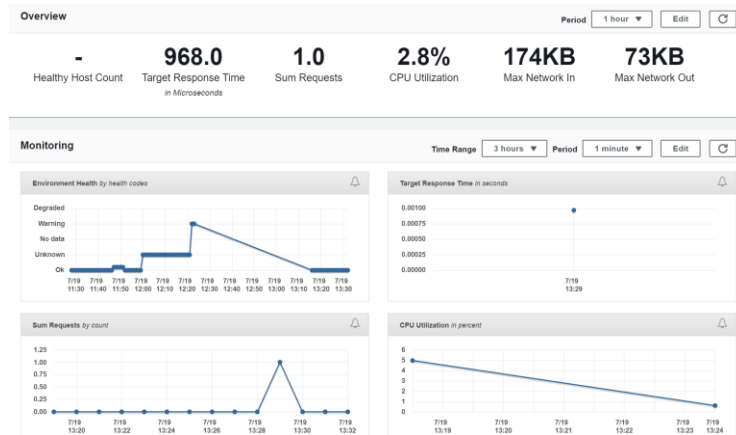 Overview
Period 1 hour Edit
- 968.0 1.0 2.8% 174KB 73KB
Healthy Host Count Target Response Time Sum Requests CPU Utilization Max Network In Max Network Out
in Microseconds
Monitoring
Time Range 3 hours Period 1 minute Edit
Environment Health by health codes
Degraded
Warning
No data
Unknown
Ok
7/19 7/19 7/19 7/19 7/19 7/19 7/19 7/19 7/19 7/19 7/19 7/19 7/19
11:30 11:40 11:50 12:00 12:10 12:20 12:30 12:40 12:50 13:00 13:10 13:20 13:30
Target Response Time in seconds
0.00100
0.00075
0.00050
0.00025
0.00000
7/19
13:29
Sum Requests by count
1.25
1.00
0.75
0.50
0.25
0.00
7/19 7/19 7/19 7/19 7/19 7/19 7/19
13:20 13:22 13:24 13:26 13:28 13:30 13:32
CPU Utilization in percent
6
5
4
3
2
1
0
7/19 7/19 7/19 7/19 7/19 7/19
13:19 13:20 13:21 13:22 13:23 13:24